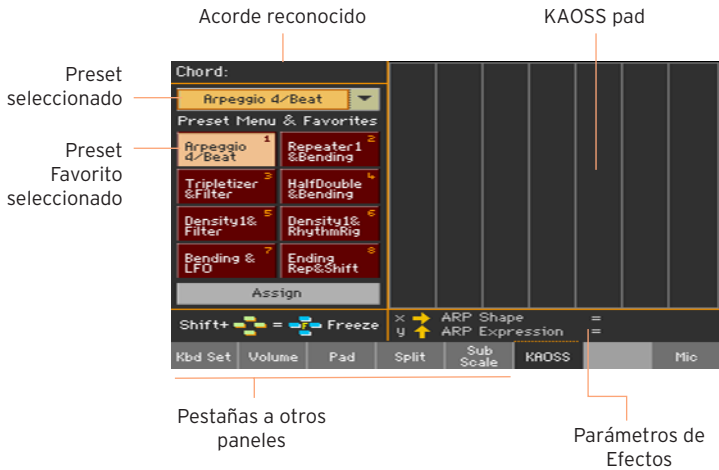 Acorde reconocido
KAOSS pad
Preset
seleccionado
Preset
Favorito
seleccionado
Chord:
Arpeggio 4/Beat
Preset Menu & Favorites
Arpeggio
4/Beat
1
Repeater1
&Bending
2
Tripletizer
&Filter
3
HalfDouble
&Bending
4
Density1&
Filter
5
Density1&
RhythmRig
6
Bending &
LFO
7
Ending
Rep&Shift
8
Assign
Shift+ = F Freeze
x ARP Shape =
y ARP Expression =
Kbd Set
Volume
Pad
Split
Sub
Scale
KAOSS
Mic
Pestañas a otros
paneles
Parámetros de
Efectos